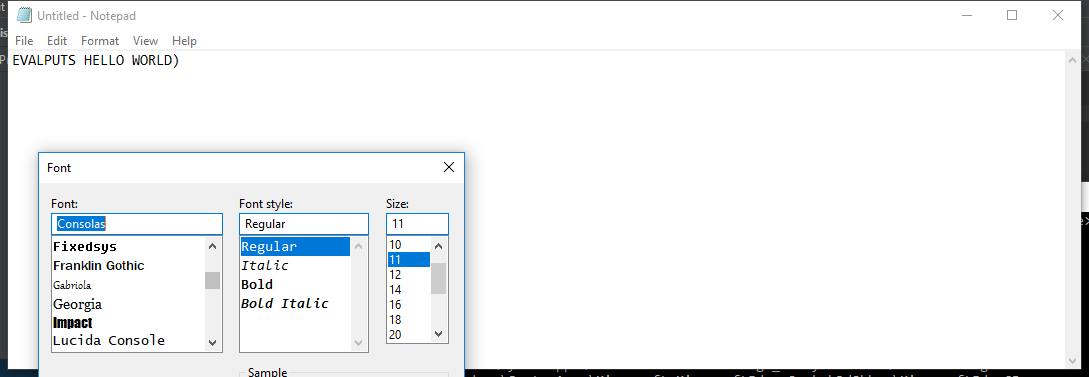 Untitled - Notepad
File Edit Format View Help
EVALPUTS HELLO WORLD)
Font
Font: Font style: Size:
Consolas Regular 11
Fixedsys Regular 10
Franklin Gothic Italic 11
Gabriola Bold 12
Georgia Bold Italic 14
Impact 16
Lucida Console 18
20
Sample